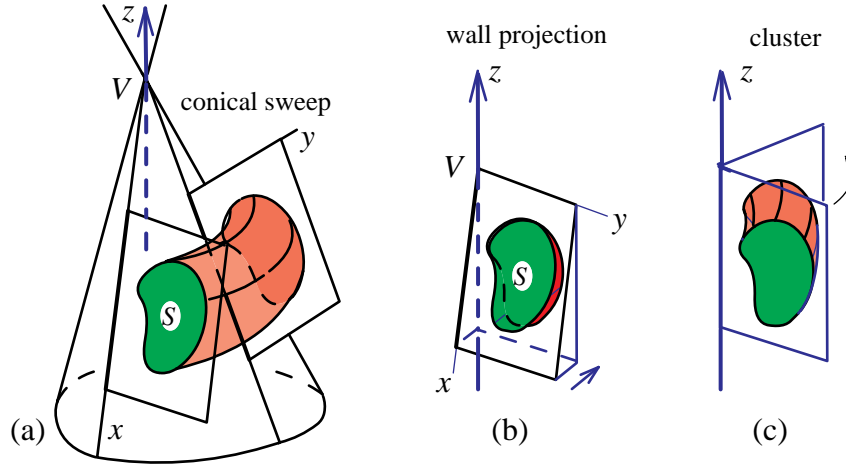 z
V
conical sweep
y
S
x
(a)
wall projection
z
V
y
S
x
(b)
cluster
z
(c)